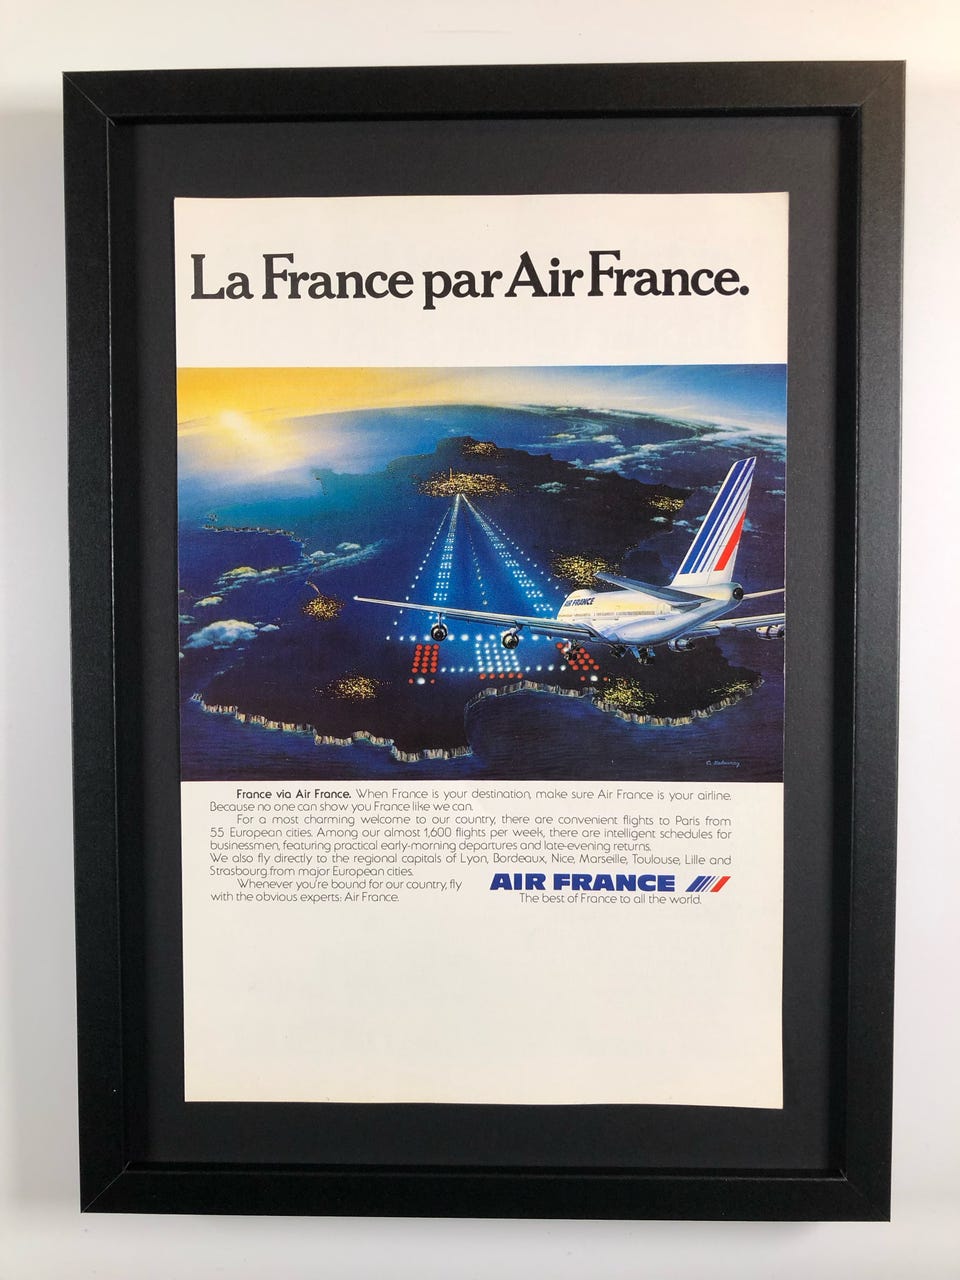 La France par Air France.
AIR FRANCE
France via Air France. When France is your destination, make sure Air France is your airline.
Because no one can show you France like we can.
For a most charming welcome to our country, there are convenient flights to Paris from
55 European cities. Among our almost 1,600 flights per week, there are intelligent schedules for
businessmen, featuring practical early-morning departures and late-evening returns.
We also fly directly to the regional capitals of Lyon, Bordeaux, Nice, Marseille, Toulouse, Lille and
Strasbourg from major European cities.
Whenever you're bound for our country, fly
with the obvious experts: Air France.
AIR FRANCE
The best of France to all the world.